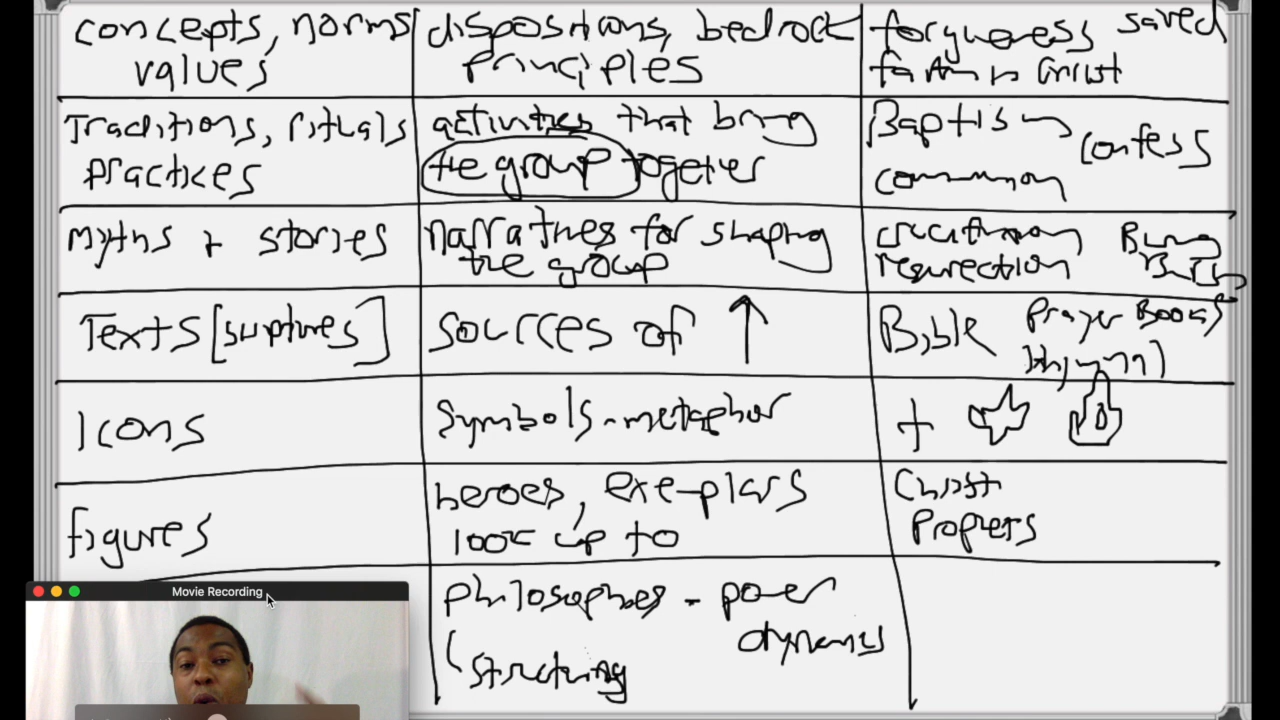 concepts, norms
values
dispositions, bedrock
principles
forgiveness saved
faith in Christ
Traditions, rituals
practices
activities that bring
the group together
Baptism
confess
communion
Myths + stories
narratives for shaping
the group
crucifixion
resurrection
Burning
Texts [scriptures]
sources of ↑
Bible
Prayer Books
Hymnal
Icons
symbols - metaphor
figures
heroes, exemplars
look up to
Christ
Prophets
philosophies - power
dynamics
structuring
Movie Recording